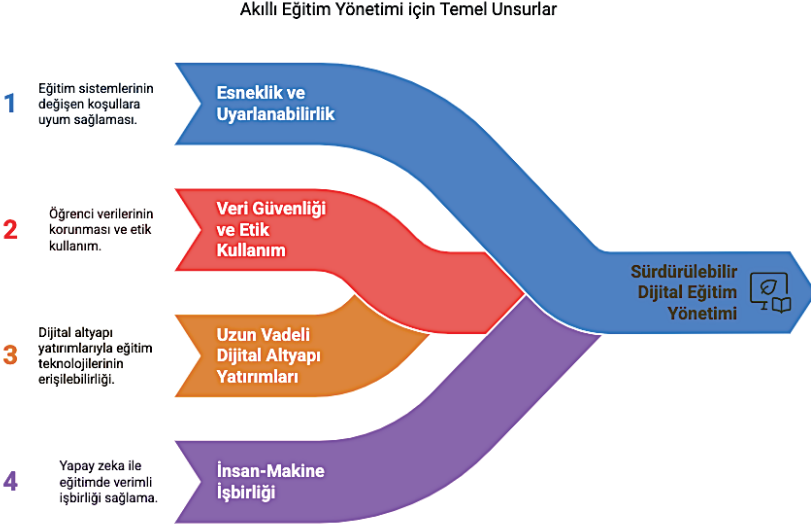 Akıllı Eğitim Yönetimi için Temel Unsurlar
1
Eğitim sistemlerinin
değişen koşullara
uyum sağlaması.
Esneklik ve
Uyarlanabilirlik
2
Öğrenci verilerinin
korunması ve etik
kullanım.
Veri Güvenliği
ve Etik
Kullanım
Sürdürülebilir
Dijital Eğitim
Yönetimi
3
Dijital altyapı
yatırımlarıyla eğitim
teknolojilerinin
erişilebilirliği.
Uzun Vadeli
Dijital Altyapı
Yatırımları
4
Yapay zeka ile
eğitimde verimli
işbirliği sağlama.
İnsan-Makine
İşbirliği